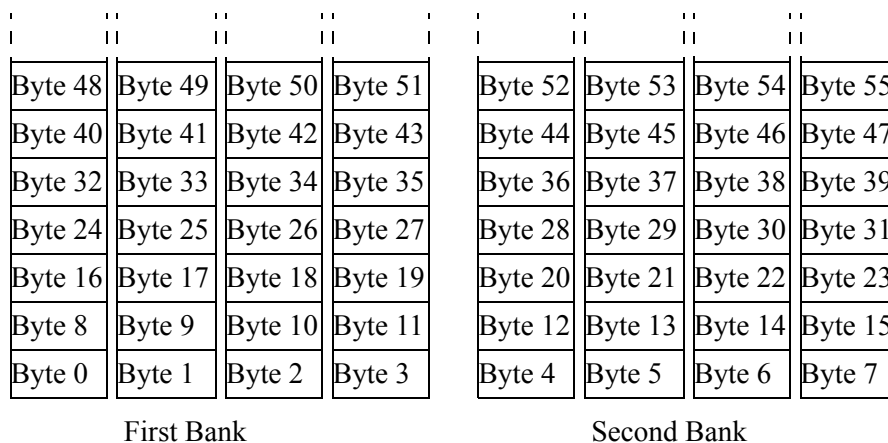 Byte 48 Byte 49 Byte 50 Byte 51 Byte 52 Byte 53 Byte 54 Byte 55
Byte 40 Byte 41 Byte 42 Byte 43 Byte 44 Byte 45 Byte 46 Byte 47
Byte 32 Byte 33 Byte 34 Byte 35 Byte 36 Byte 37 Byte 38 Byte 39
Byte 24 Byte 25 Byte 26 Byte 27 Byte 28 Byte 29 Byte 30 Byte 31
Byte 16 Byte 17 Byte 18 Byte 19 Byte 20 Byte 21 Byte 22 Byte 23
Byte 8 Byte 9 Byte 10 Byte 11 Byte 12 Byte 13 Byte 14 Byte 15
Byte 0 Byte 1 Byte 2 Byte 3 Byte 4 Byte 5 Byte 6 Byte 7
First Bank Second Bank